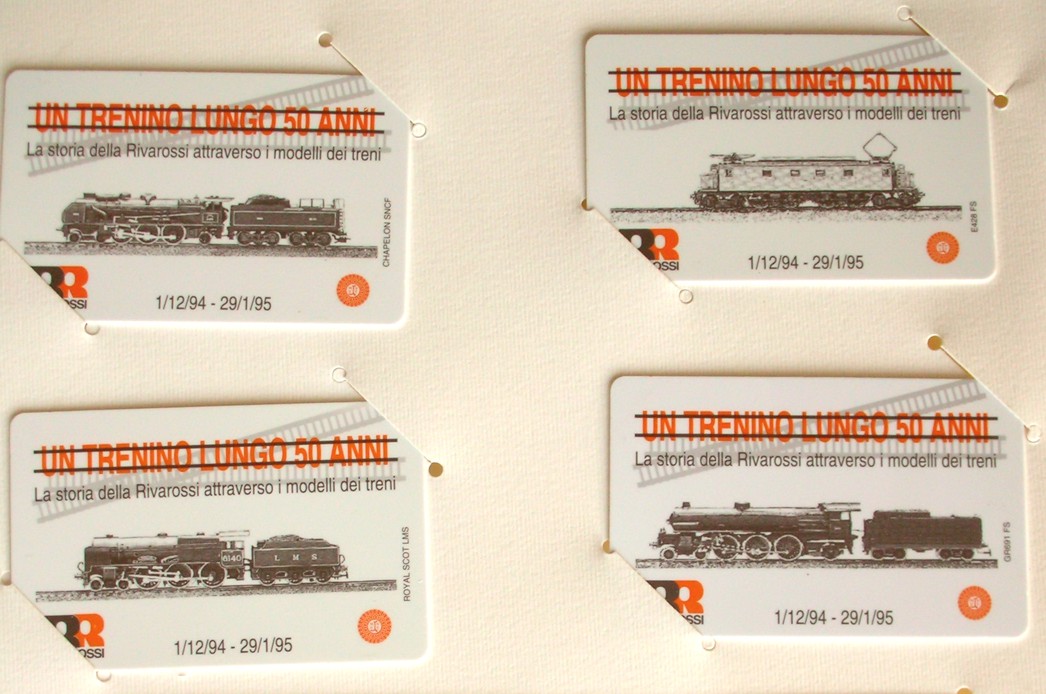 UN TRENINO LUNGO 50 ANNI
La storia della Rivarossi attraverso i modelli dei treni
CHAPELON SNCF
OSSI
1/12/94 - 29/1/95
UN TRENINO LUNGO 50 ANNI
La storia della Rivarossi attraverso i modelli dei treni
E428 FS
OSSI
1/12/94 - 29/1/95
UN TRENINO LUNGO 50 ANNI
La storia della Rivarossi attraverso i modelli dei treni
6140
L M S
ROYAL SCOT LMS
OSSI
1/12/94 - 29/1/95
UN TRENINO LUNGO 50 ANNI
La storia della Rivarossi attraverso i modelli dei treni
GR691 FS
OSSI
1/12/94 - 29/1/95